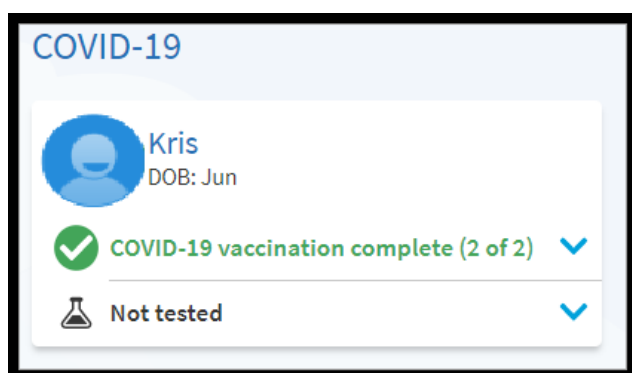 COVID-19
Kris
DOB: Jun
COVID-19 vaccination complete (2 of 2)
Not tested